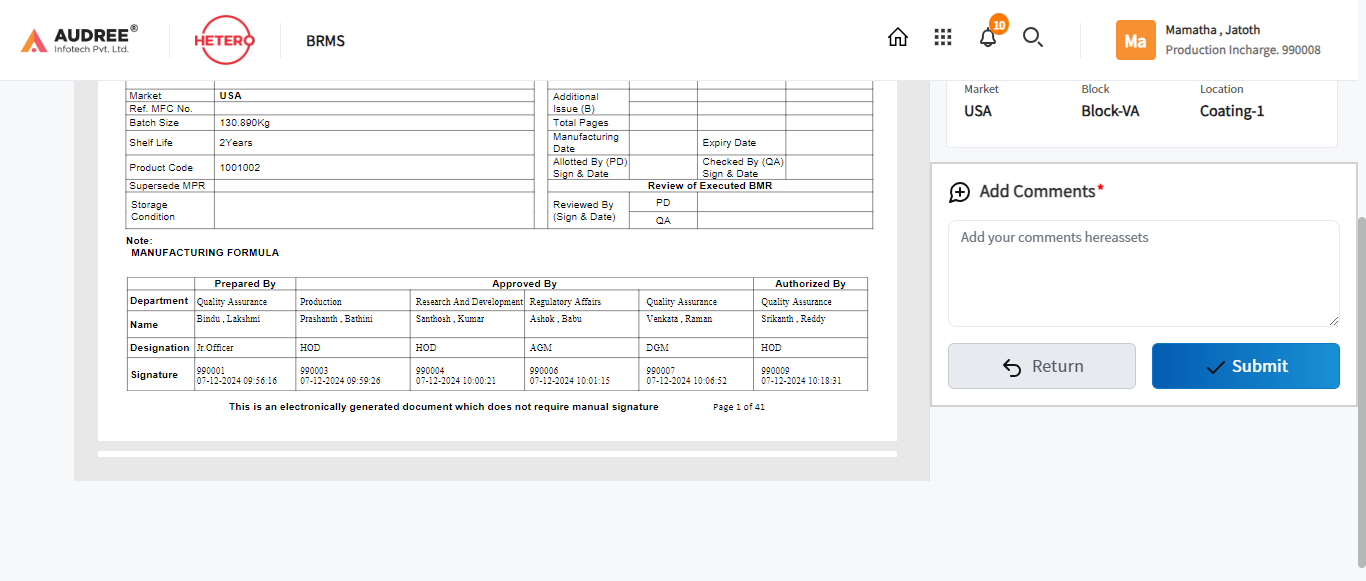 AUDREE®
Infotech Pvt. Ltd.
HETERO
BRMS
10
Ma
Mamatha , Jatoth
Production Incharge. 990008
Market USA
Ref. MFC No.
Batch Size 130.890Kg
Shelf Life 2Years
Product Code 1001002
Supersede MPR
Storage
Condition
Additional
Issue (B)
Total Pages
Manufacturing
Date
Expiry Date
Allotted By (PD)
Sign & Date
Checked By (QA)
Sign & Date
Review of Executed BMR
Reviewed By
(Sign & Date)
PD
QA
Note:
MANUFACTURING FORMULA
Prepared By Approved By Authorized By
Department Quality Assurance Production Research And Development Regulatory Affairs Quality Assurance Quality Assurance
Name Bindu , Lakshmi Prashanth , Bathini Santhosh , Kumar Ashok , Babu Venkata , Raman Srikanth , Reddy
Designation Jr.Officer HOD HOD AGM DGM HOD
Signature 990001 990003 990004 990006 990007 990009
07-12-2024 09:56:16 07-12-2024 09:59:26 07-12-2024 10:00:21 07-12-2024 10:01:15 07-12-2024 10:06:52 07-12-2024 10:18:31
This is an electronically generated document which does not require manual signature Page 1 of 41
Market Block Location
USA Block-VA Coating-1
Add Comments*
Add your comments hereassets
Return
Submit